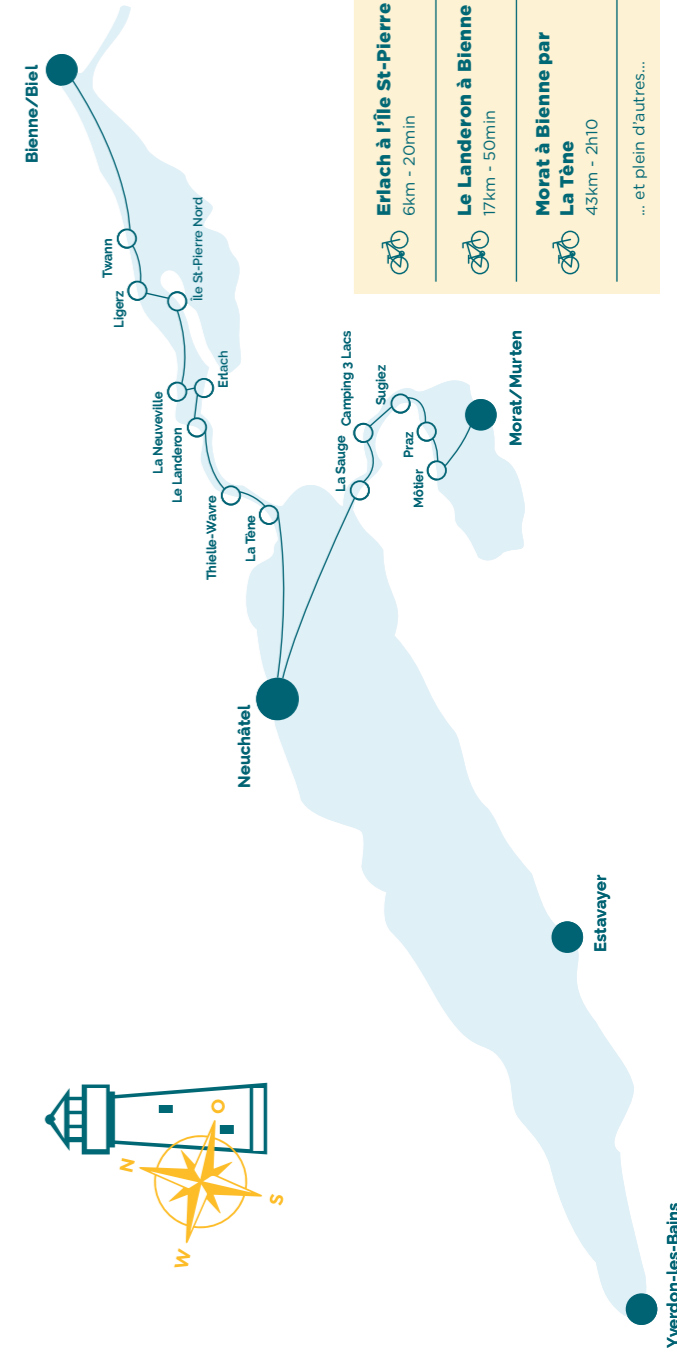 Bienne/Biel
Twann
Ligerz
Île St-Pierre Nord
La Neuveville
Le Landeron
Erlach
Thielle-Wavre
La Tène
La Sauge
Camping 3 Lacs
Sugiez
Praz
Môtier
Morat/Murten
Neuchâtel
Estavayer
Yverdon-les-Bains
N
O
S
W
Erlach à l'Île St-Pierre
6km - 20min
Le Landeron à Bienne
17km - 50min
Morat à Bienne par
La Tène
43km - 2h10
... et plein d'autres...